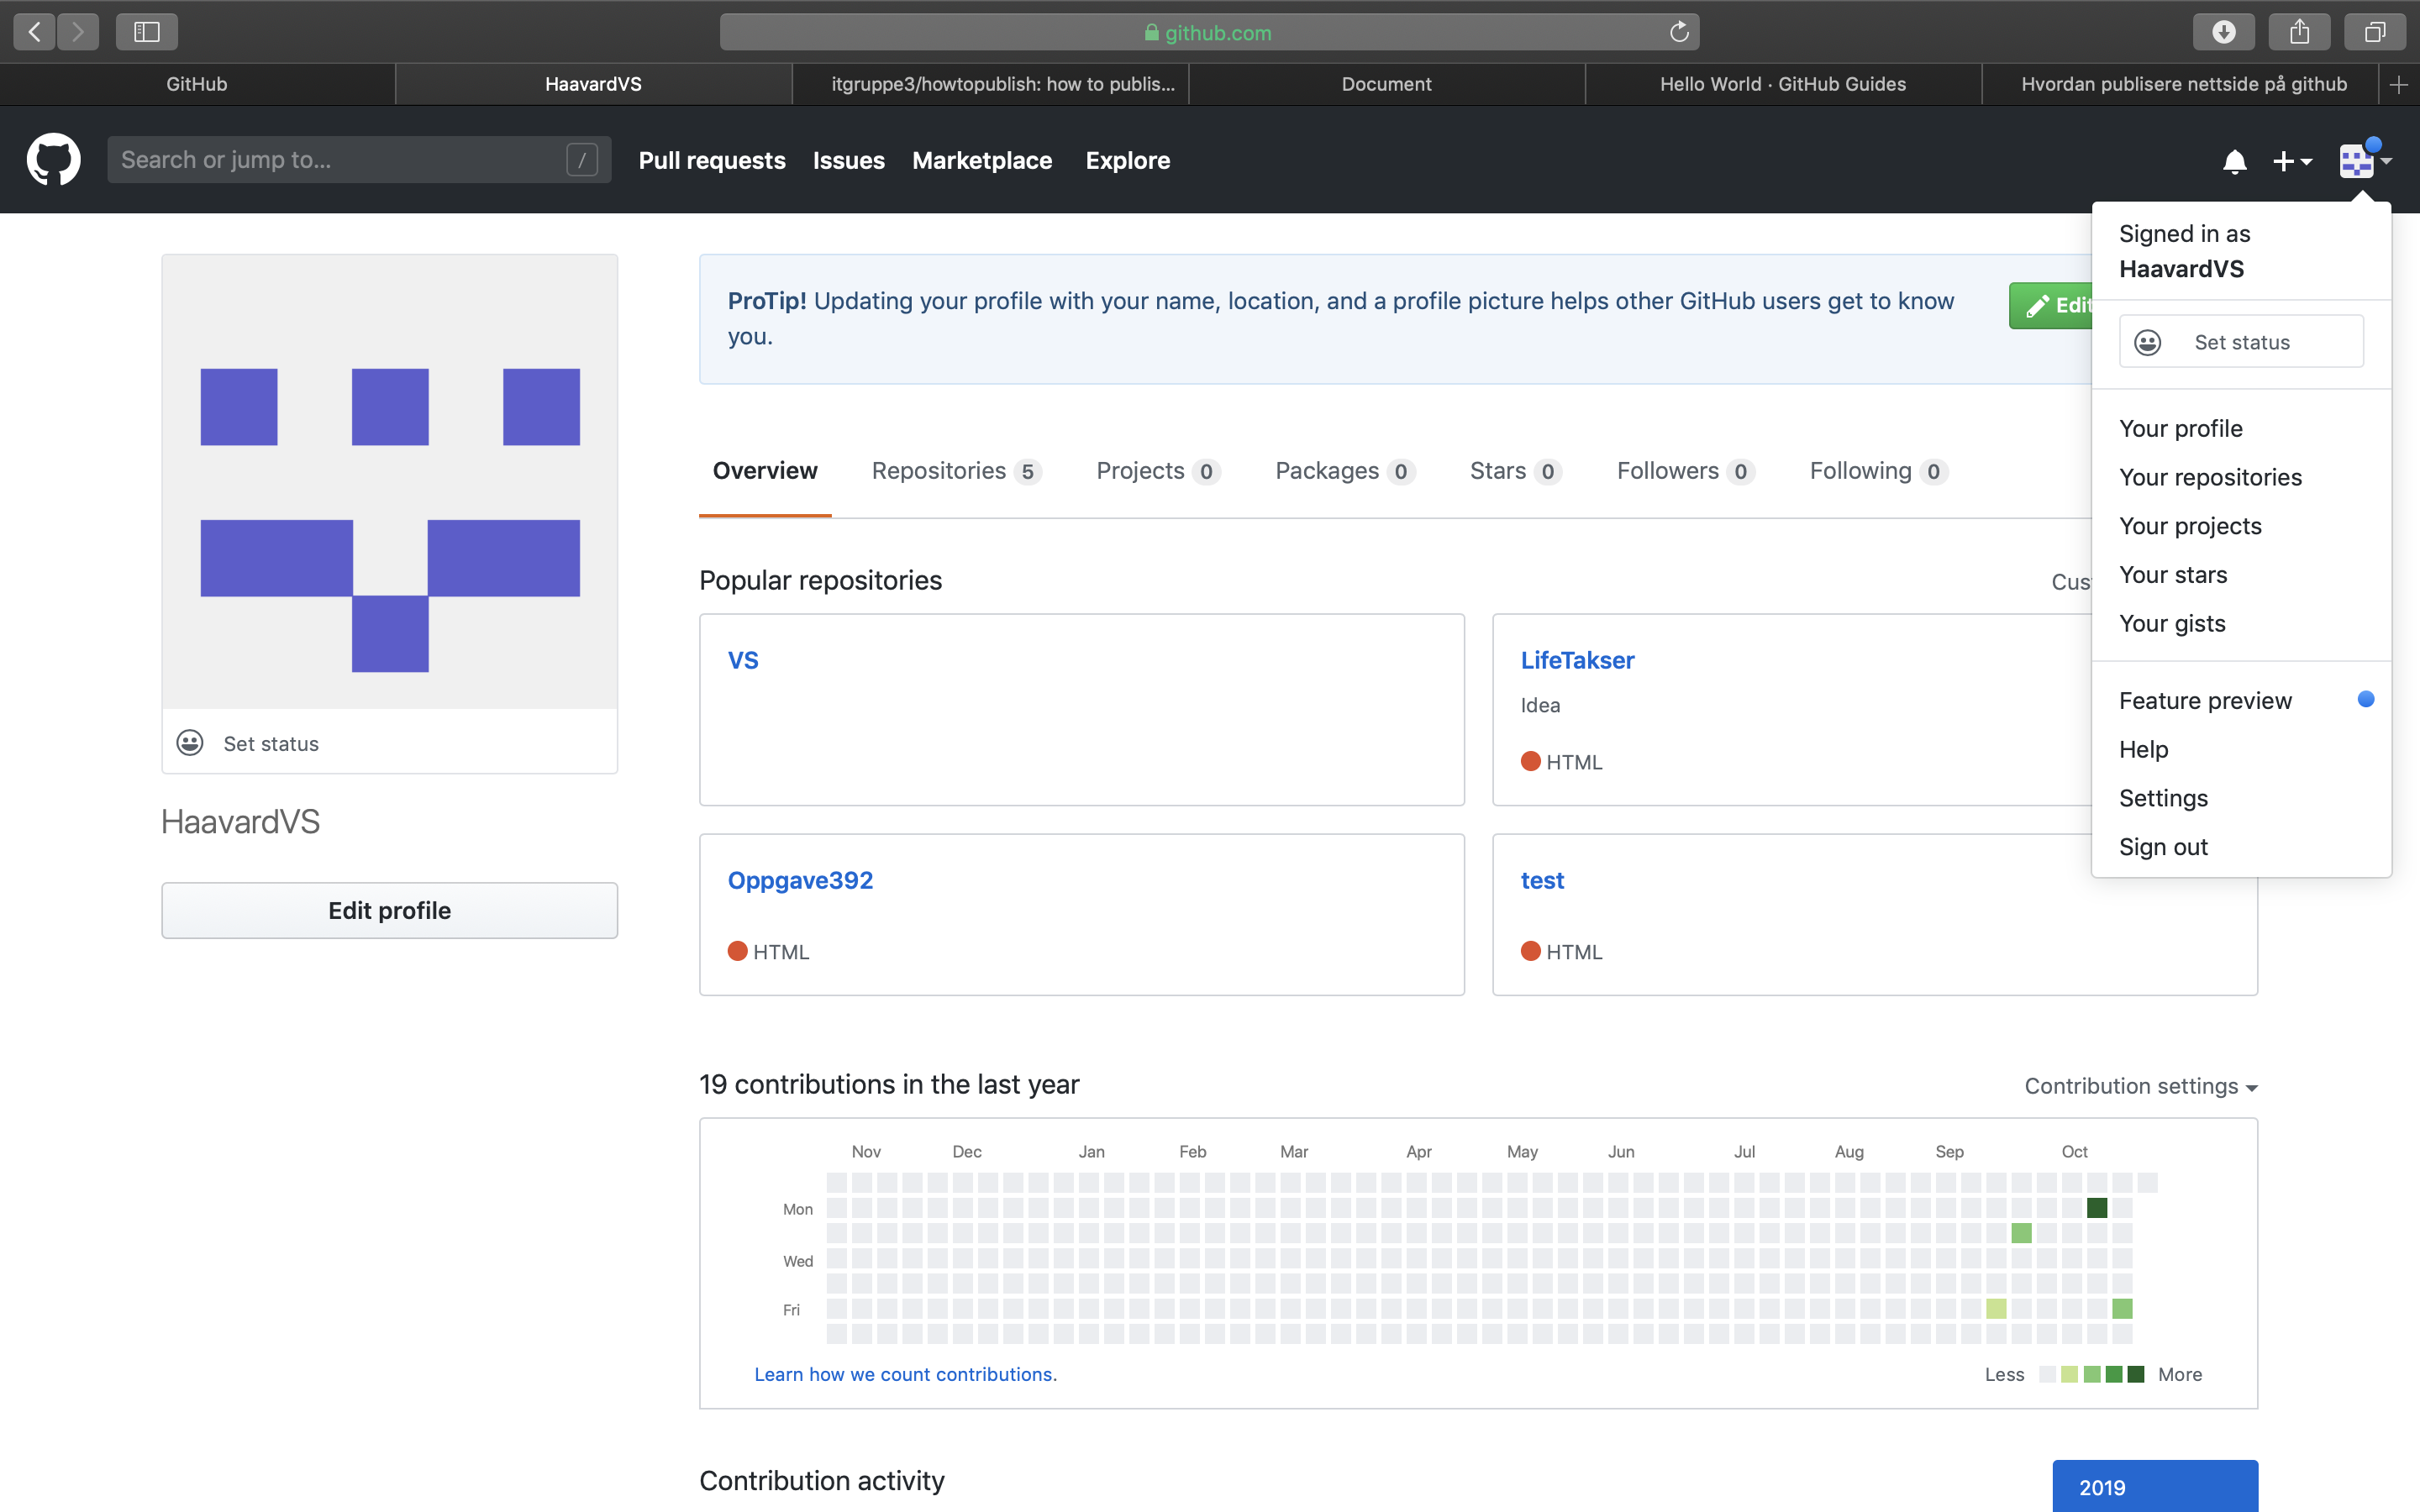 github.com
GitHub
HaavardVS
itgruppe3/howtopublish: how to publis...
Document
Hello World · GitHub Guides
Hvordan publisere nettside på github
Search or jump to...
/
Pull requests
Issues
Marketplace
Explore
Signed in as
HaavardVS
Set status
Your profile
Your repositories
Your projects
Your stars
Your gists
Feature preview
Help
Settings
Sign out
ProTip! Updating your profile with your name, location, and a profile picture helps other GitHub users get to know
you.
Edit
Set status
HaavardVS
Edit profile
Overview
Repositories 5
Projects 0
Packages 0
Stars 0
Followers 0
Following 0
Popular repositories
Cus
VS
LifeTakser
Idea
HTML
Oppgave392
HTML
test
HTML
19 contributions in the last year
Contribution settings
Nov Dec Jan Feb Mar Apr May Jun Jul Aug Sep Oct
Mon
Wed
Fri
Learn how we count contributions.
Less More
Contribution activity
2019